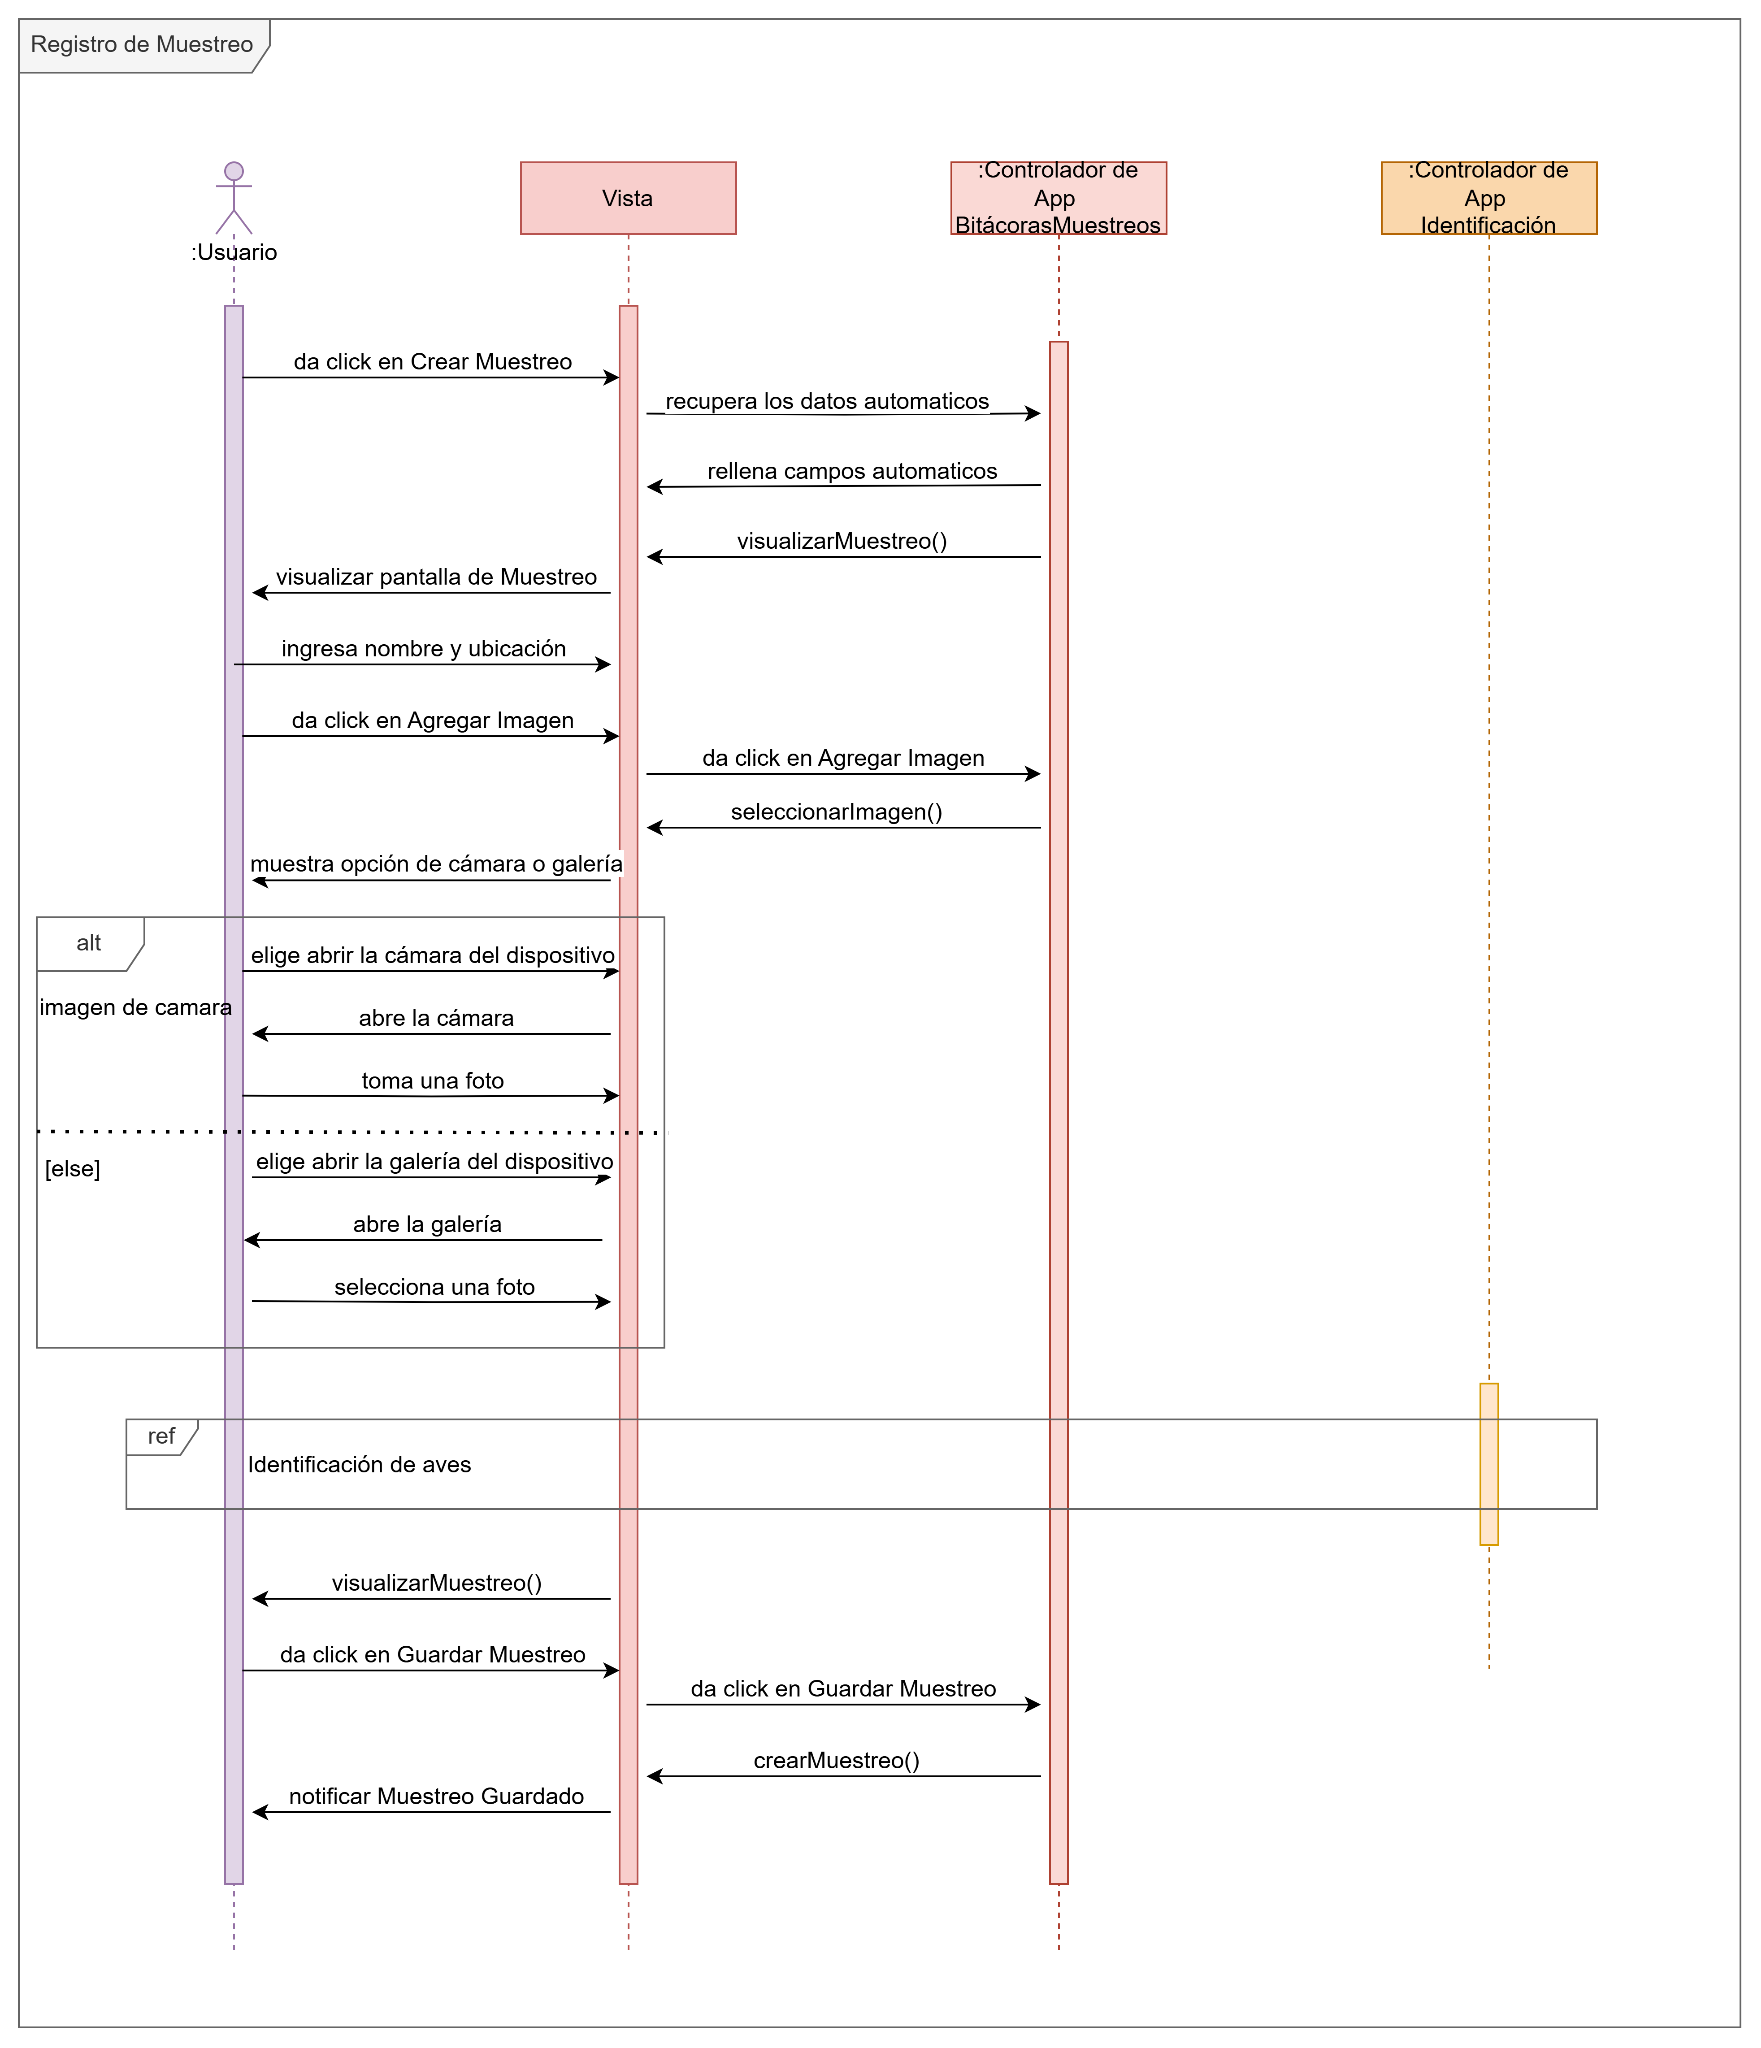 Registro de Muestreo
:Usuario
Vista
:Controlador de
App
BitácorasMuestreos
:Controlador de
App
Identificación
da click en Crear Muestreo
recupera los datos automaticos
rellena campos automaticos
visualizarMuestreo()
visualizar pantalla de Muestreo
ingresa nombre y ubicación
da click en Agregar Imagen
da click en Agregar Imagen
seleccionarImagen()
muestra opción de cámara o galería
alt
elige abrir la cámara del dispositivo
imagen de camara
abre la cámara
toma una foto
[else]
elige abrir la galería del dispositivo
abre la galería
selecciona una foto
ref
Identificación de aves
visualizarMuestreo()
da click en Guardar Muestreo
da click en Guardar Muestreo
crearMuestreo()
notificar Muestreo Guardado